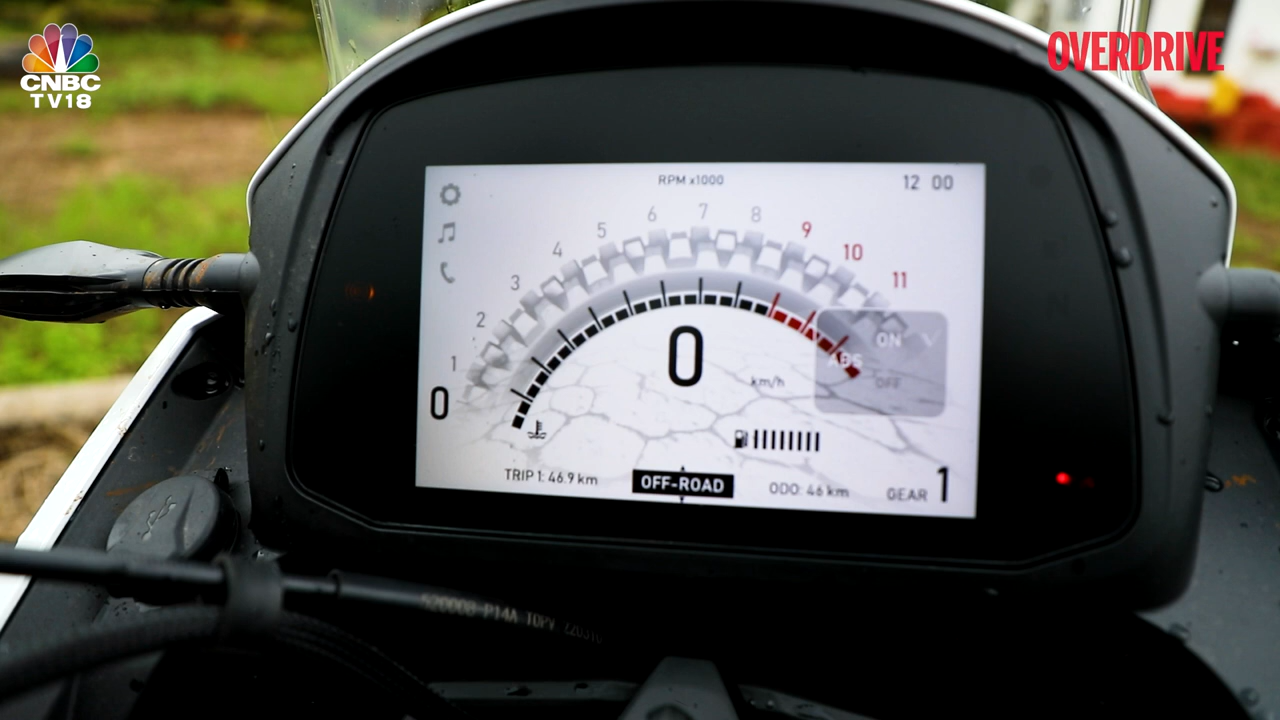 CNBC
TV18
OVERDRIVE
RPM x1000
12 00
0
1
2
3
4
5
6
7
8
9
10
11
ON
ABS
OFF
0
km/h
TRIP 1: 46.9 km
OFF-ROAD
ODO: 46 km
GEAR 1